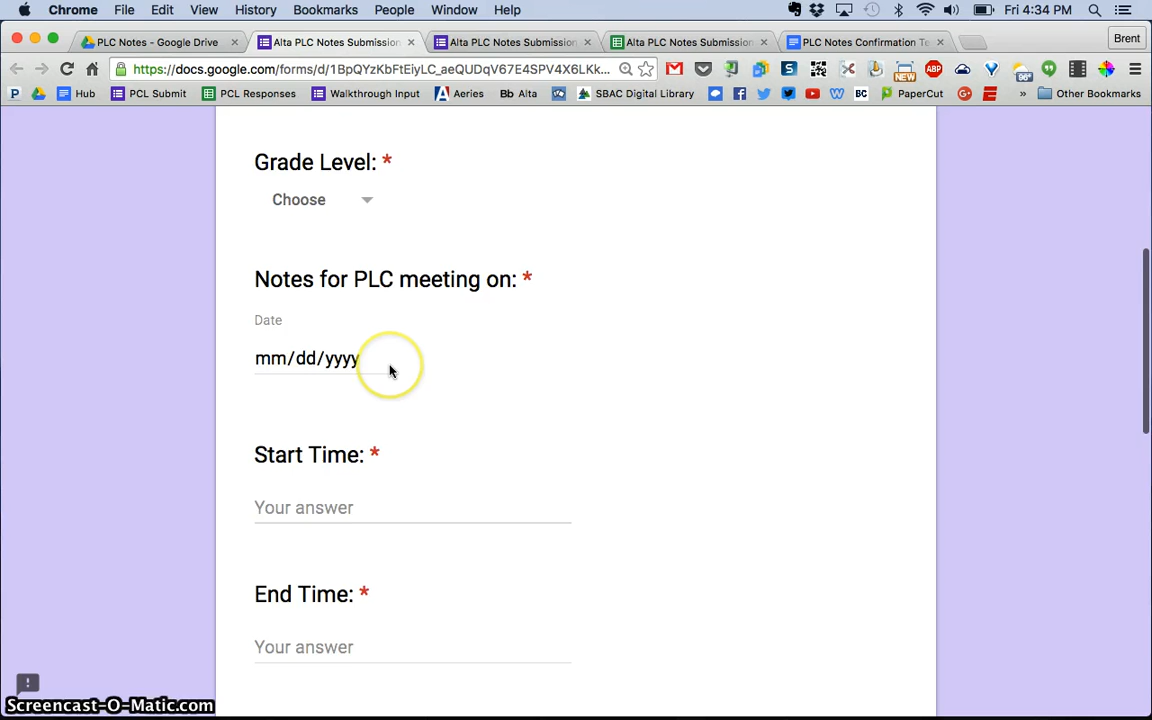 Chrome File Edit View History Bookmarks People Window Help Fri 4:34 PM
PLC Notes - Google Drive Alta PLC Notes Submission Alta PLC Notes Submission Alta PLC Notes Submission PLC Notes Confirmation Te Brent
https://docs.google.com/forms/d/1BpQYzKbFtEiyLC_aeQUDqV67E4SPV4X6LKk...
Hub PCL Submit PCL Responses Walkthrough Input Aeries Bb Alta SBAC Digital Library BC PaperCut » Other Bookmarks
Grade Level: *
Choose
Notes for PLC meeting on: *
Date
mm/dd/yyyy
Start Time: *
Your answer
End Time: *
Your answer
Screencast-O-Matic.com